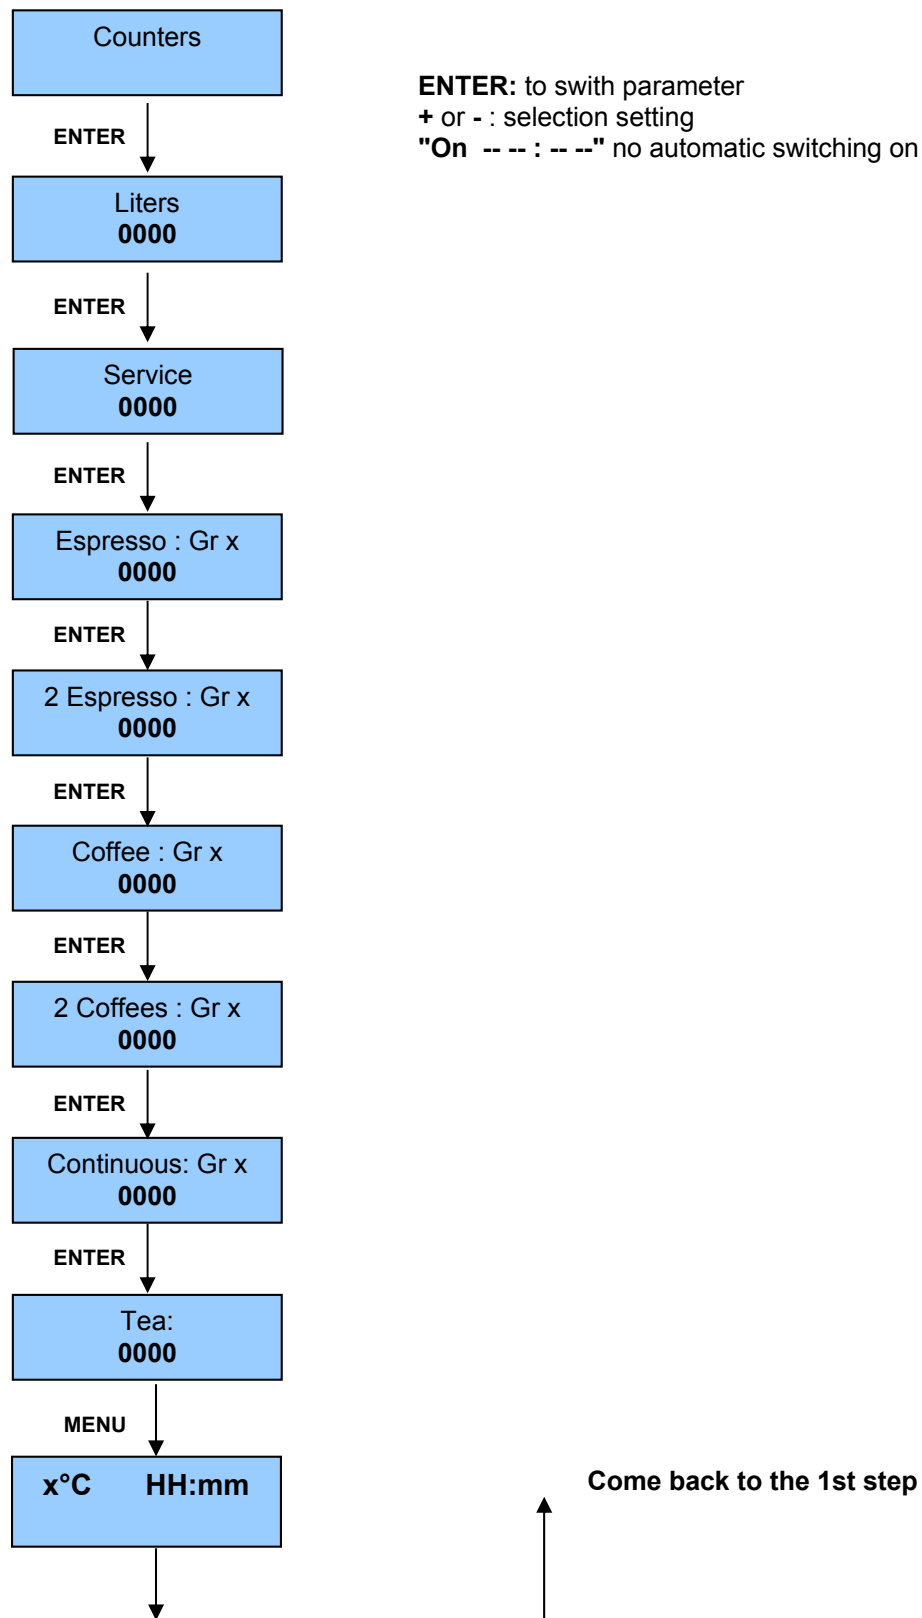 Counters
ENTER: to swith parameter
+ or - : selection setting
"On -- -- : -- --" no automatic switching on
ENTER
Liters
0000
ENTER
Service
0000
ENTER
Espresso : Gr x
0000
ENTER
2 Espresso : Gr x
0000
ENTER
Coffee : Gr x
0000
ENTER
2 Coffees : Gr x
0000
ENTER
Continuous: Gr x
0000
ENTER
Tea:
0000
MENU
x°C HH:mm
Come back to the 1st step